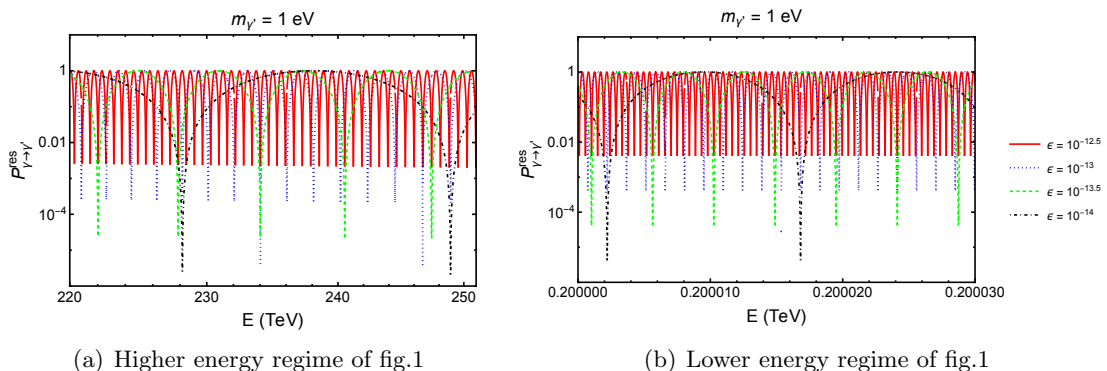 m_γ' = 1 eV
1
0.01
10^-4
P^res_γ→γ'
220 230 240 250
E (TeV)
(a) Higher energy regime of fig.1
m_γ' = 1 eV
1
0.01
10^-4
P^res_γ→γ'
0.200000 0.200010 0.200020 0.200030
E (TeV)
(b) Lower energy regime of fig.1
ϵ = 10^-12.5
ϵ = 10^-13
ϵ = 10^-13.5
ϵ = 10^-14